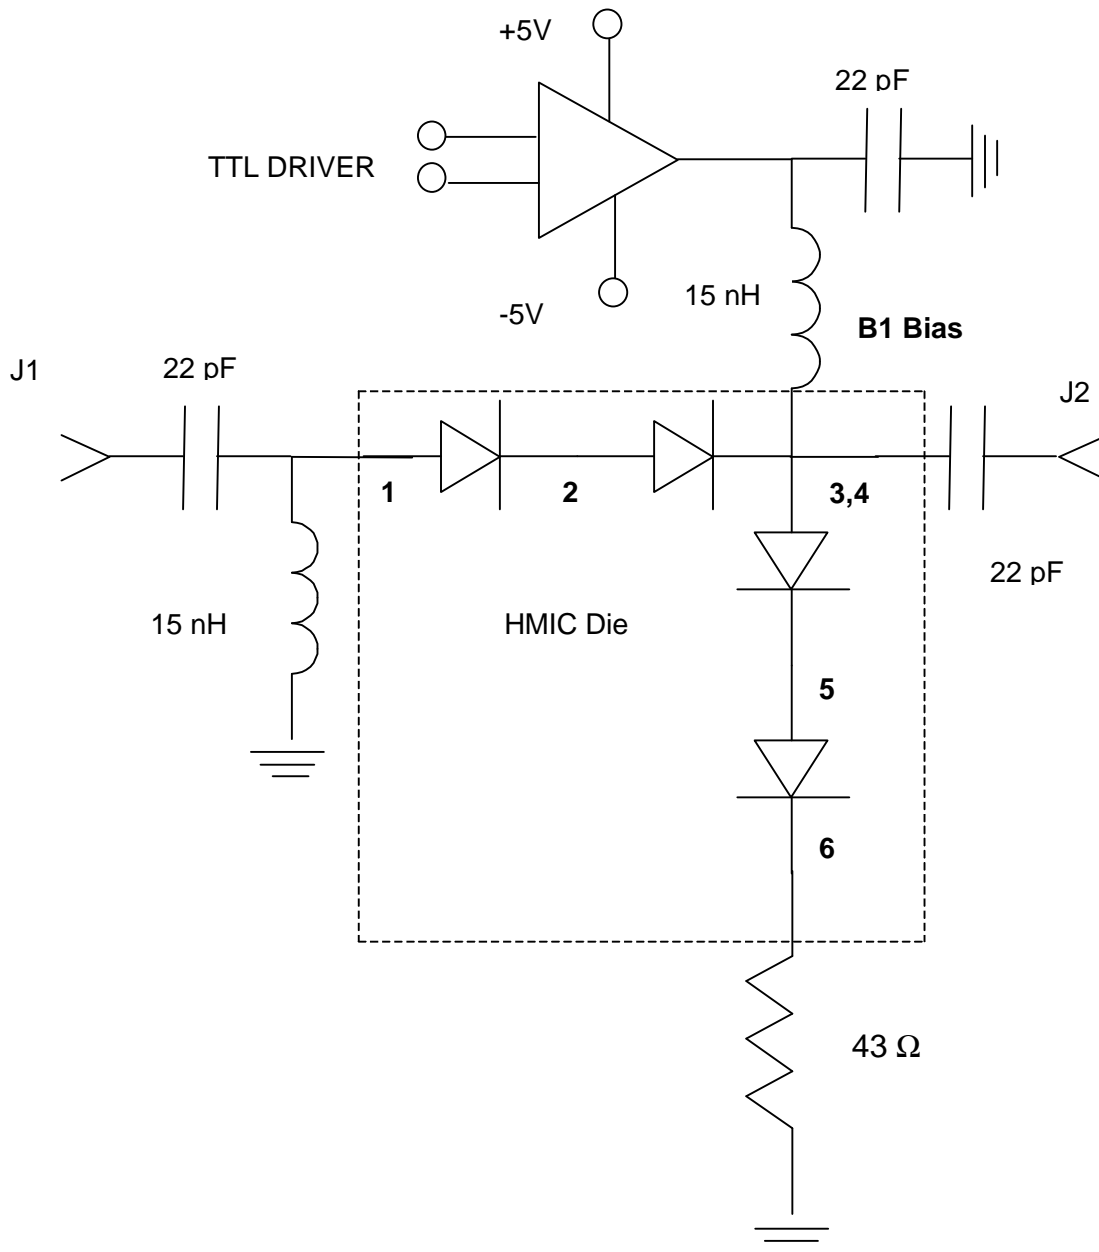 +5V
22 pF
TTL DRIVER
15 nH
-5V
B1 Bias
J1
22 pF
J2
1
2
3,4
22 pF
15 nH
HMIC Die
5
6
43 Ω